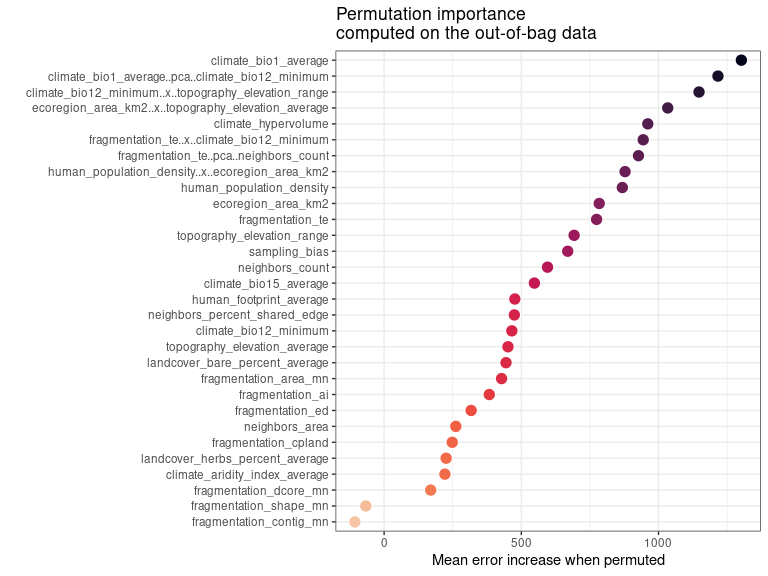 Permutation importance
computed on the out-of-bag data
climate_bio1_average
climate_bio1_average..pca..climate_bio12_minimum
climate_bio12_minimum..x..topography_elevation_range
ecoregion_area_km2..x..topography_elevation_average
climate_hypervolume
fragmentation_te..x..climate_bio12_minimum
fragmentation_te..pca..neighbors_count
human_population_density..x..ecoregion_area_km2
human_population_density
ecoregion_area_km2
fragmentation_te
topography_elevation_range
sampling_bias
neighbors_count
climate_bio15_average
human_footprint_average
neighbors_percent_shared_edge
climate_bio12_minimum
topography_elevation_average
landcover_bare_percent_average
fragmentation_area_mn
fragmentation_ai
fragmentation_ed
neighbors_area
fragmentation_cpland
landcover_herbs_percent_average
climate_aridity_index_average
fragmentation_dcore_mn
fragmentation_shape_mn
fragmentation_contig_mn
0 500 1000
Mean error increase when permuted